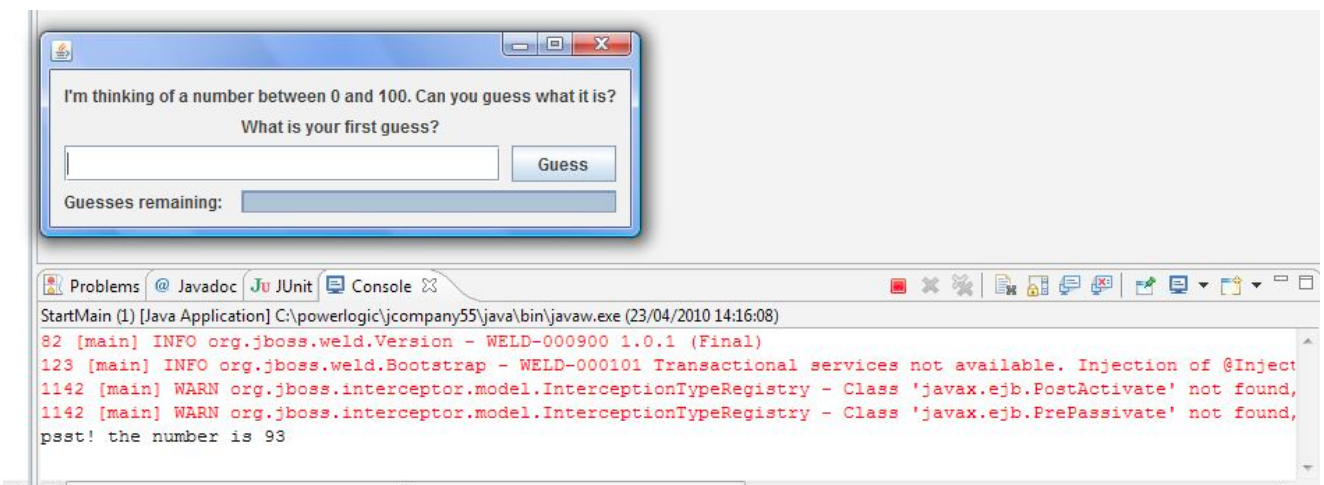 I'm thinking of a number between 0 and 100. Can you guess what it is?
What is your first guess?
Guess
Guesses remaining:
Problems @ Javadoc Ju JUnit Console
StartMain (1) [Java Application] C:\powerlogic\jcompany55\java\bin\javaw.exe (23/04/2010 14:16:08)
82 [main] INFO org.jboss.weld.Version - WELD-000900 1.0.1 (Final)
123 [main] INFO org.jboss.weld.Bootstrap - WELD-000101 Transactional services not available. Injection of @Inject
1142 [main] WARN org.jboss.interceptor.model.InterceptionTypeRegistry - Class 'javax.ejb.PostActivate' not found,
1142 [main] WARN org.jboss.interceptor.model.InterceptionTypeRegistry - Class 'javax.ejb.PrePassivate' not found,
psst! the number is 93